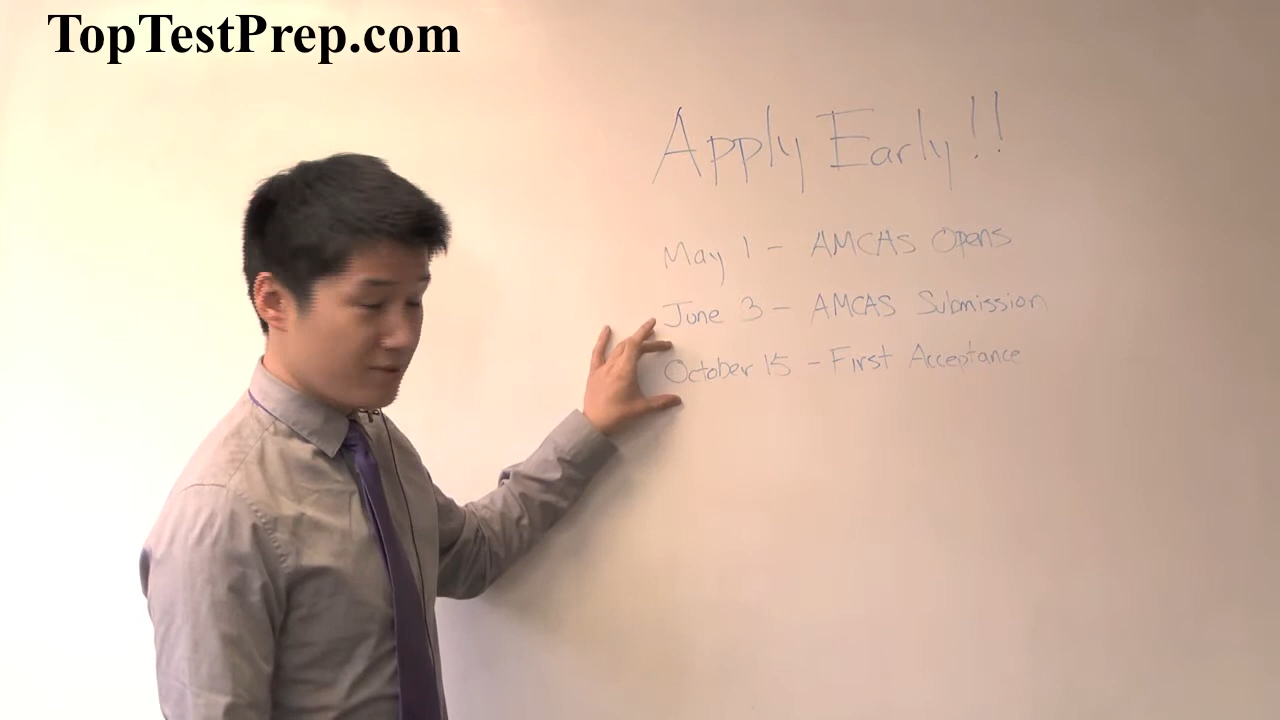 TopTestPrep.com
Apply Early!!
May 1 - AMCAS Opens
June 3 - AMCAS Submission
October 15 - First Acceptance